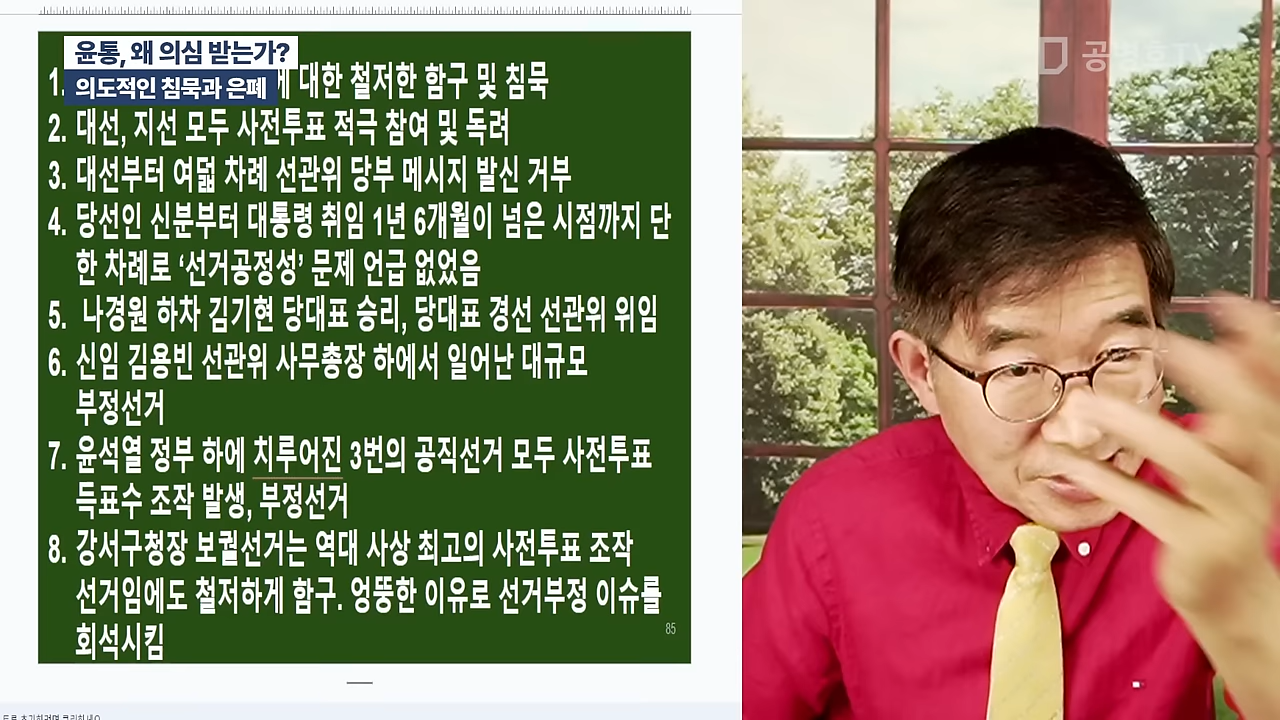 윤통, 왜 의심 받는가?
의도적인 침묵과 은폐
공병호TV
1. 대한 철저한 함구 및 침묵
2. 대선, 지선 모두 사전투표 적극 참여 및 독려
3. 대선부터 여덟 차례 선관위 당부 메시지 발신 거부
4. 당선인 신분부터 대통령 취임 1년 6개월이 넘은 시점까지 단
한 차례로 ‘선거공정성’ 문제 언급 없었음
5. 나경원 하차 김기현 당대표 승리, 당대표 경선 선관위 위임
6. 신임 김용빈 선관위 사무총장 하에서 일어난 대규모
부정선거
7. 윤석열 정부 하에 치루어진 3번의 공직선거 모두 사전투표
득표수 조작 발생, 부정선거
8. 강서구청장 보궐선거는 역대 사상 최고의 사전투표 조작
선거임에도 철저하게 함구. 엉뚱한 이유로 선거부정 이슈를
희석시킴
85